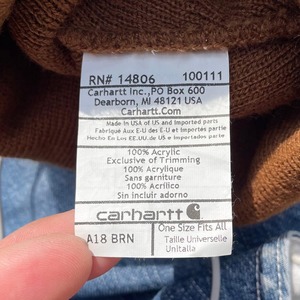 RN# 14806 100111
Carhartt Inc.,PO Box 600
Dearborn, MI 48121 USA
Carhartt.Com
Made in USA of US and Imported parts
Fabriqué Aux E-U des E-U et Importés parties
Hecho En Los EE.UU.de US e Importado partes
100% Acrylic
Exclusive of Trimming
100% Acrylique
Sans garniture
100% Acrílico
Sin incluir adorno
carhartt
A18 BRN
One Size Fits All
Taille Universelle
Unitalla